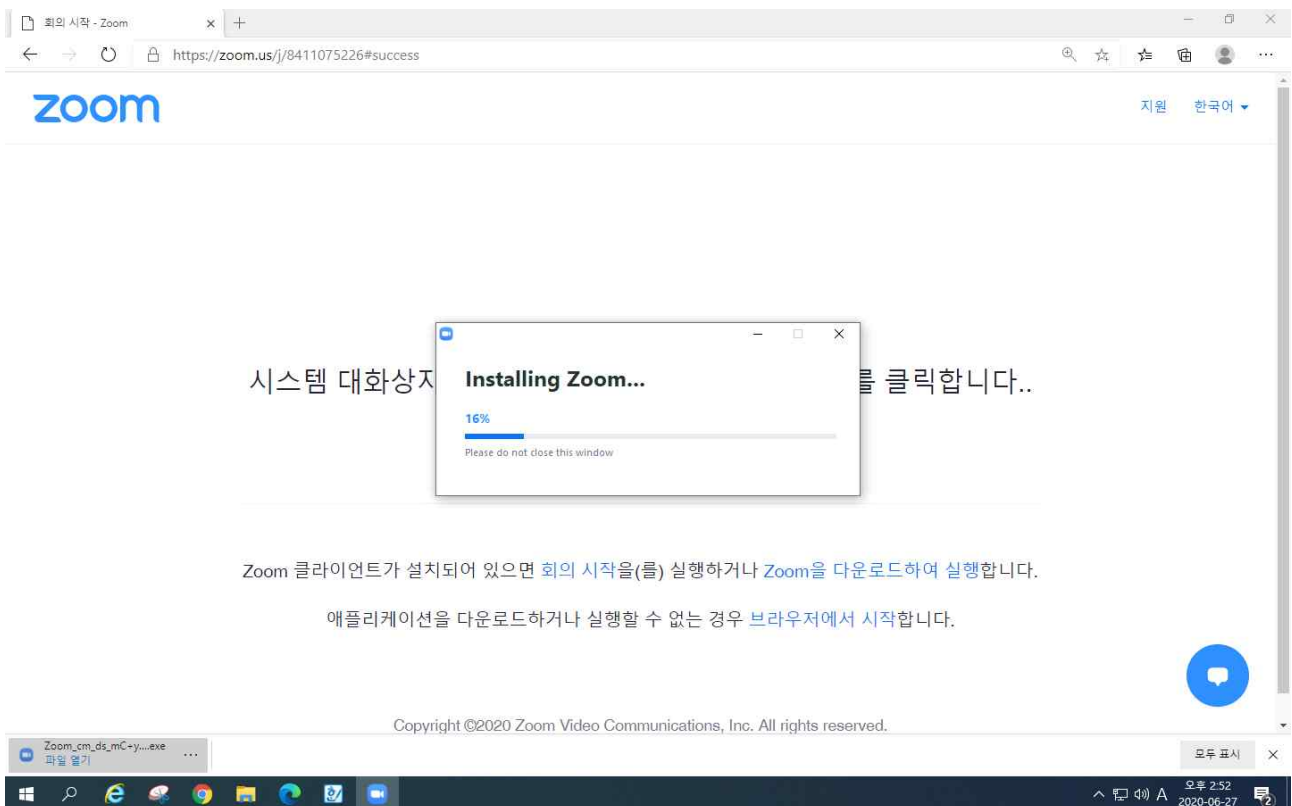 회의 시작 - Zoom
https://zoom.us/j/8411075226#success
zoom
지원 한국어
시스템 대화상자
를 클릭합니다..
Installing Zoom...
16%
Please do not close this window
Zoom 클라이언트가 설치되어 있으면 회의 시작을(를) 실행하거나 Zoom을 다운로드하여 실행합니다.
애플리케이션을 다운로드하거나 실행할 수 없는 경우 브라우저에서 시작합니다.
Copyright ©2020 Zoom Video Communications, Inc. All rights reserved.
Zoom_cm_ds_mC+y....exe
파일 열기
모두 표시
A
오후 2:52
2020-06-27
2